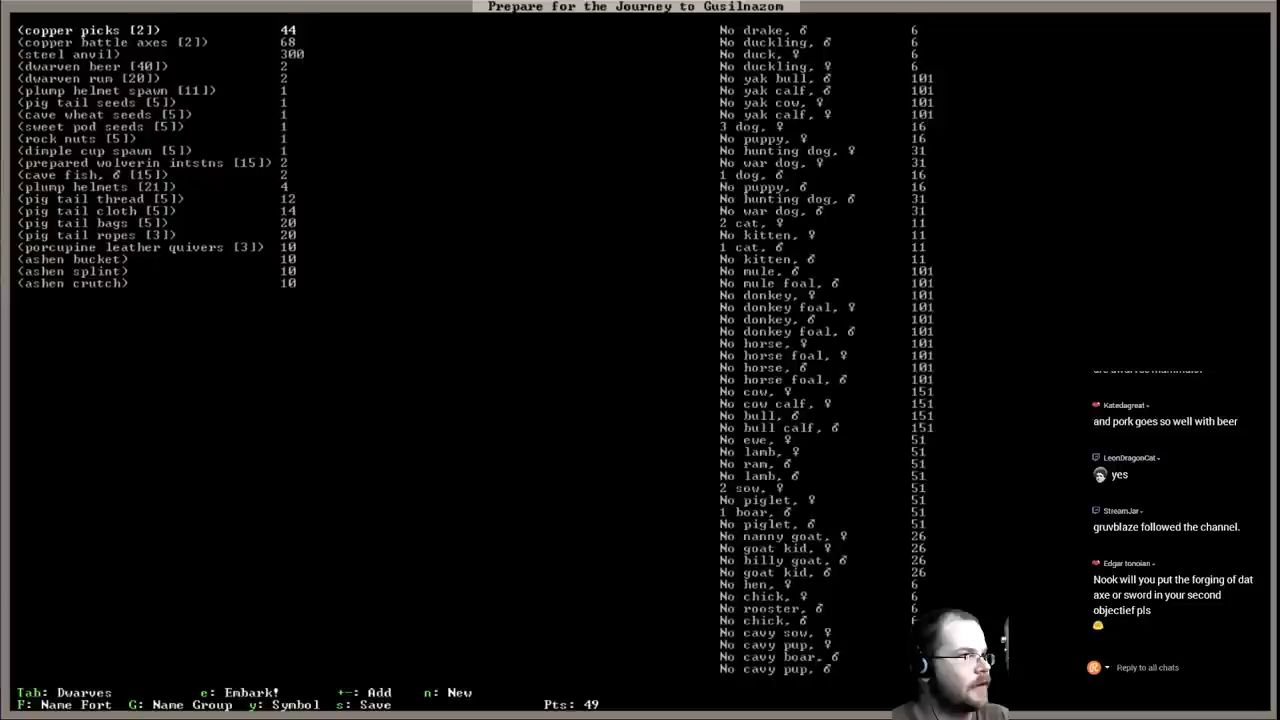 Prepare for the Journey to Gusilnazom
(copper picks [2]) 44
(copper battle axes [2]) 68
(steel anvil) 300
(dwarven beer [40]) 2
(dwarven rum [20]) 2
(plump helmet spawn [11]) 1
(pig tail seeds [5]) 1
(cave wheat seeds [5]) 1
(sweet pod seeds [5]) 1
(rock nuts [5]) 1
(dimple cup spawn [5]) 1
(prepared wolverin intstns [15]) 2
(cave fish, ♂ [15]) 2
(plump helmets [21]) 4
(pig tail thread [5]) 12
(pig tail cloth [5]) 14
(pig tail bags [5]) 20
(pig tail ropes [3]) 20
(porcupine leather quivers [3]) 10
(ashen bucket) 10
(ashen splint) 10
(ashen crutch) 10
No drake, ♂ 6
No duckling, ♂ 6
No duck, ♀ 6
No duckling, ♀ 6
No yak bull, ♂ 101
No yak calf, ♂ 101
No yak cow, ♀ 101
No yak calf, ♀ 101
3 dog, ♀ 16
No puppy, ♀ 16
No hunting dog, ♀ 31
No war dog, ♀ 31
1 dog, ♂ 16
No puppy, ♂ 16
No hunting dog, ♂ 31
No war dog, ♂ 31
2 cat, ♀ 11
No kitten, ♀ 11
1 cat, ♂ 11
No kitten, ♂ 11
No mule, ♂ 101
No mule foal, ♂ 101
No donkey, ♀ 101
No donkey foal, ♀ 101
No donkey, ♂ 101
No donkey foal, ♂ 101
No horse, ♀ 101
No horse foal, ♀ 101
No horse, ♂ 101
No horse foal, ♂ 101
No cow, ♀ 151
No cow calf, ♀ 151
No bull, ♂ 151
No bull calf, ♂ 151
No ewe, ♀ 51
No lamb, ♀ 51
No ram, ♂ 51
No lamb, ♂ 51
2 sow, ♀ 51
No piglet, ♀ 51
1 boar, ♂ 51
No piglet, ♂ 51
No nanny goat, ♀ 26
No goat kid, ♀ 26
No billy goat, ♂ 26
No goat kid, ♂ 26
No hen, ♀ 6
No chick, ♀ 6
No rooster, ♂ 6
No chick, ♂
No cavy sow, ♀
No cavy pup, ♀
No cavy boar, ♂
No cavy pup, ♂
Tab: Dwarves e: Embark! +-: Add n: New
F: Name Fort G: Name Group y: Symbol s: Save Pts: 49
Katedagreat
and pork goes so well with beer
LeonDragonCat
yes
StreamJar
gruvblaze followed the channel.
Edgar tonoian
Nook will you put the forging of dat
axe or sword in your second
objectief pls
Reply to all chats